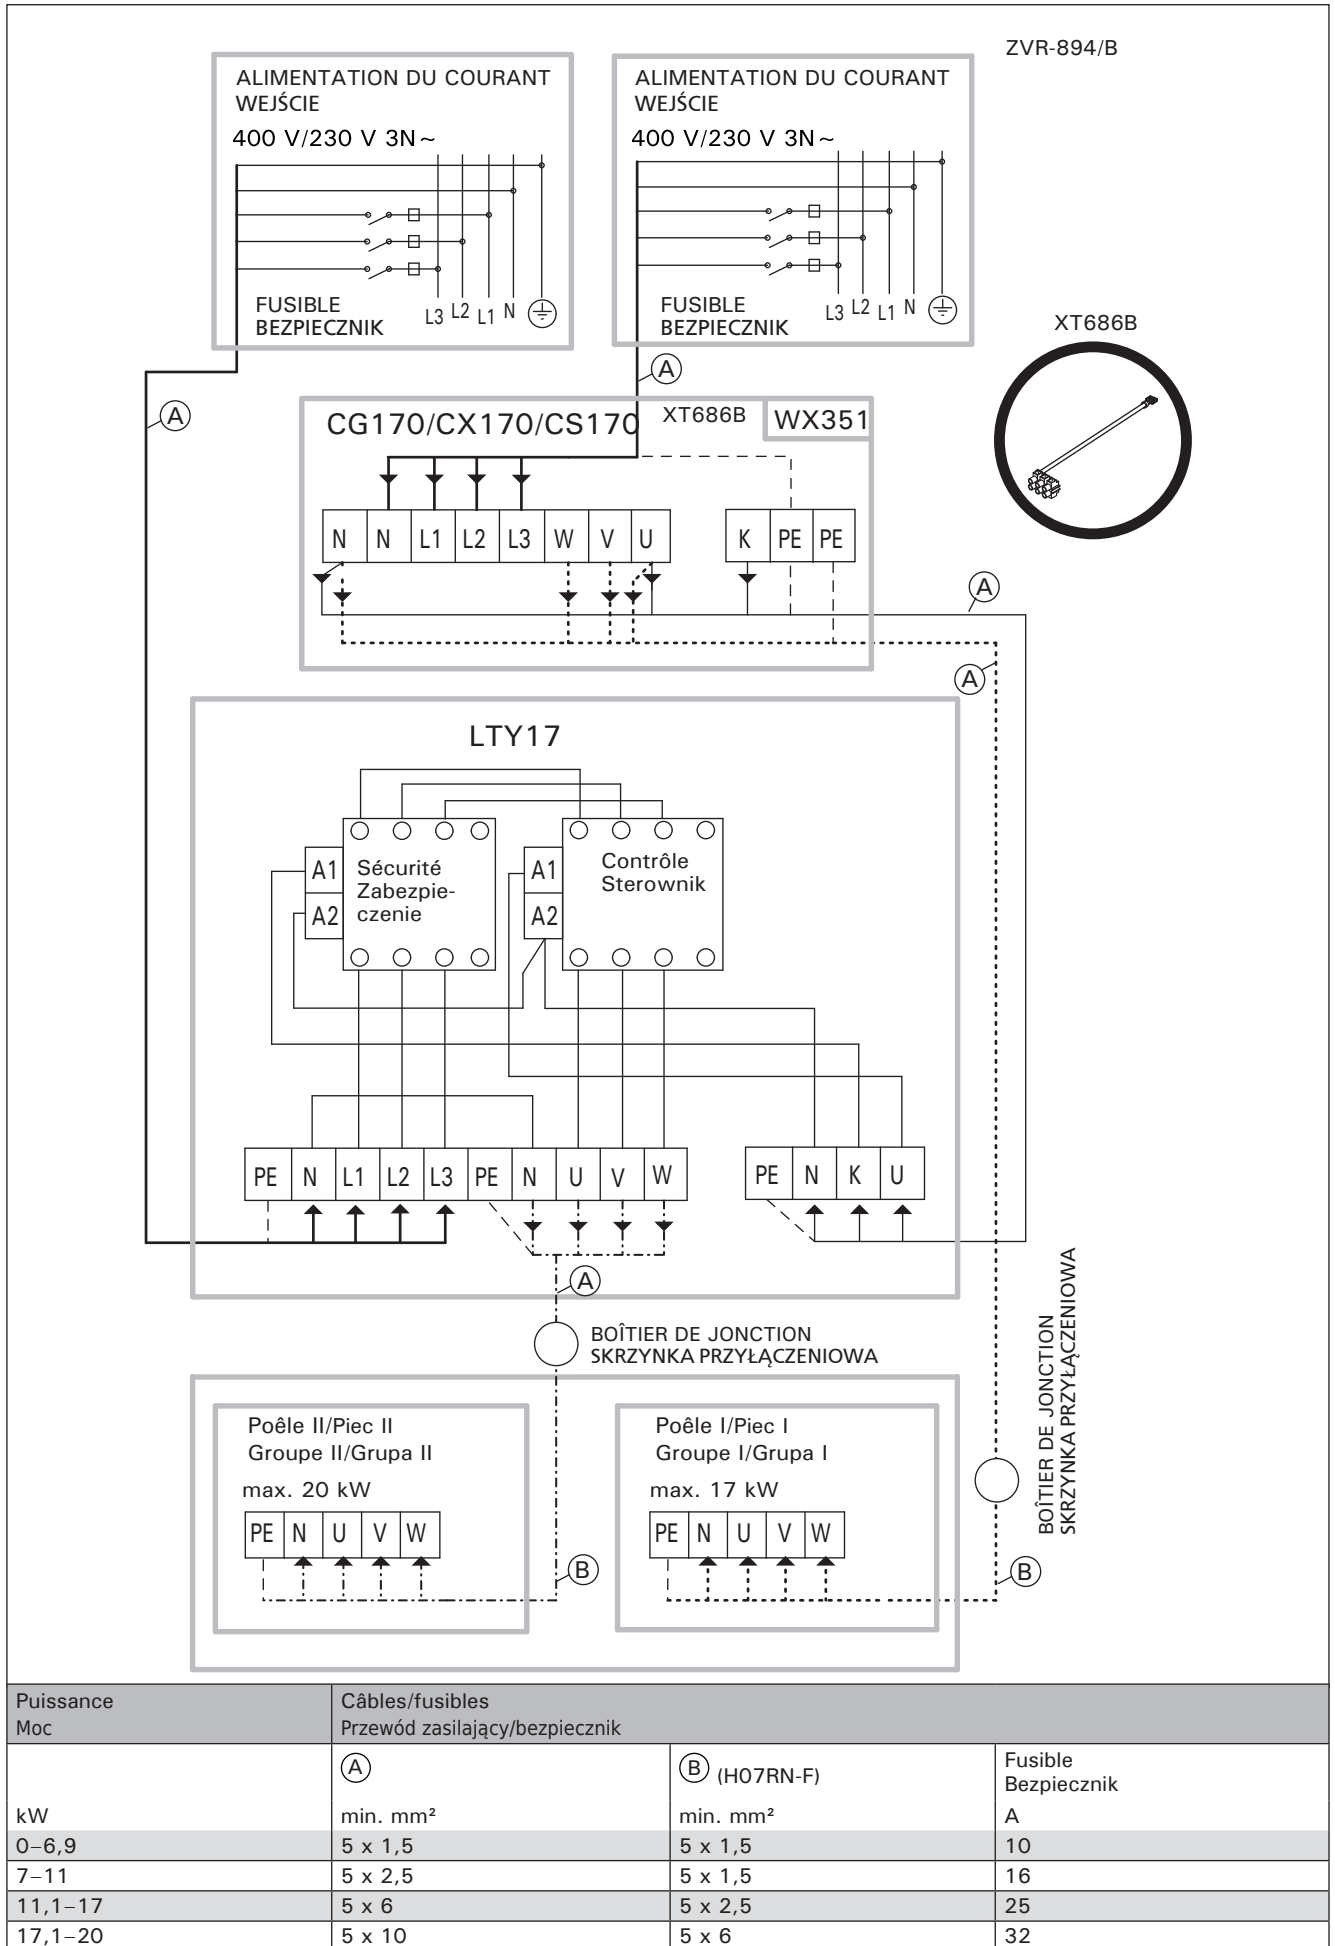 ZVR-894/B
ALIMENTATION DU COURANT
WEJŚCIE
400 V/230 V 3N~
FUSIBLE
BEZPIECZNIK
L3 L2 L1 N
ALIMENTATION DU COURANT
WEJŚCIE
400 V/230 V 3N~
FUSIBLE
BEZPIECZNIK
L3 L2 L1 N
XT686B
A
A
CG170/CX170/CS170
XT686B
WX351
N N L1 L2 L3 W V U
K PE PE
A
A
LTY17
A1
A2
Sécurité
Zabezpie-
czenie
A1
A2
Contrôle
Sterownik
PE N L1 L2 L3 PE N U V W
PE N K U
A
BOÎTIER DE JONCTION
SKRZYNKA PRZYŁĄCZENIOWA
BOÎTIER DE JONCTION
SKRZYNKA PRZYŁĄCZENIOWA
Poêle II/Piec II
Groupe II/Grupa II
max. 20 kW
PE N U V W
B
Poêle I/Piec I
Groupe I/Grupa I
max. 17 kW
PE N U V W
B
Puissance
Moc
Câbles/fusibles
Przewód zasilający/bezpiecznik
A
B (H07RN-F)
Fusible
Bezpiecznik
kW min. mm² min. mm² A
0–6,9 5 x 1,5 5 x 1,5 10
7–11 5 x 2,5 5 x 1,5 16
11,1–17 5 x 6 5 x 2,5 25
17,1–20 5 x 10 5 x 6 32